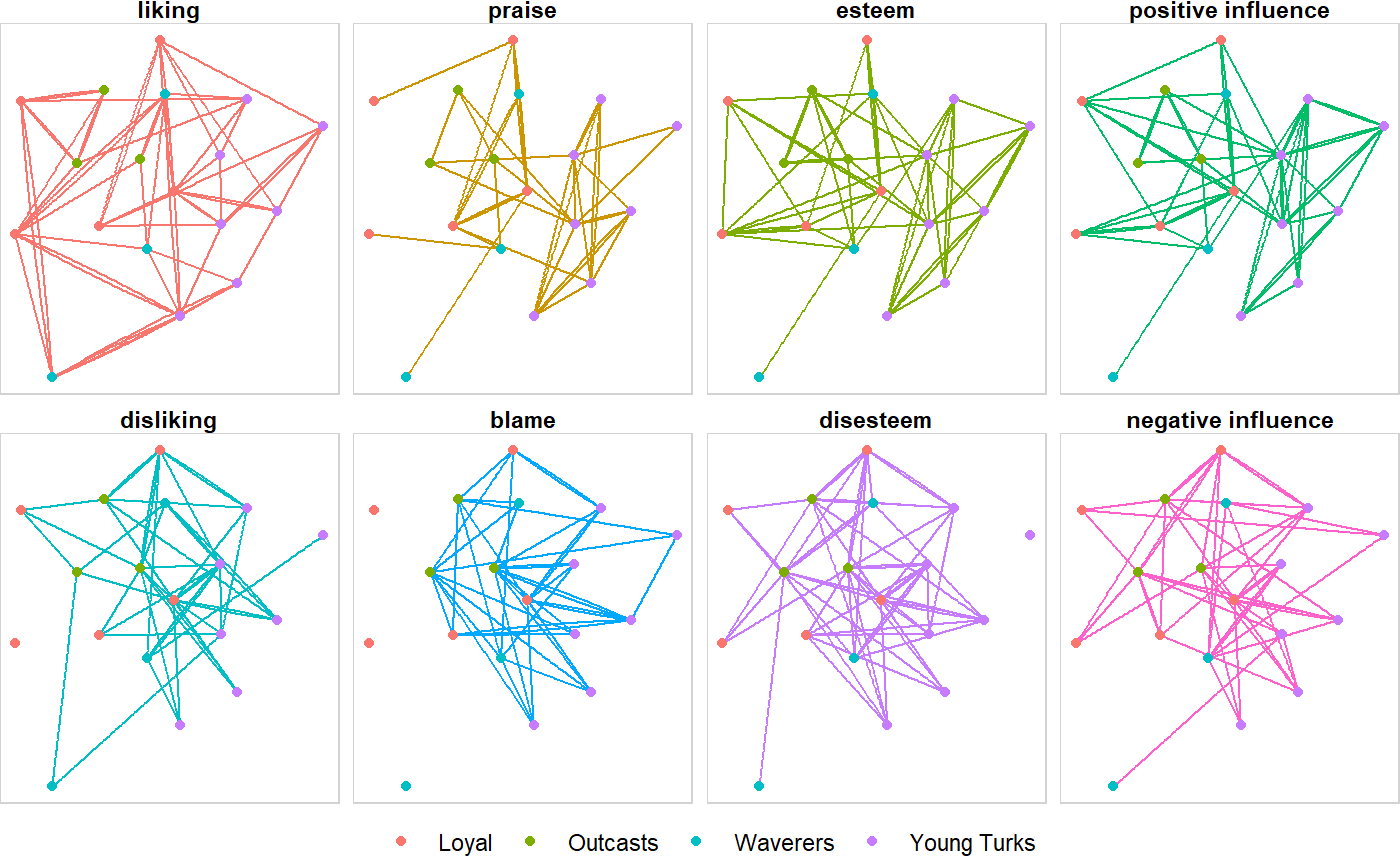 liking praise esteem positive influence
disliking blame disesteem negative influence
Loyal Outcasts Waverers Young Turks